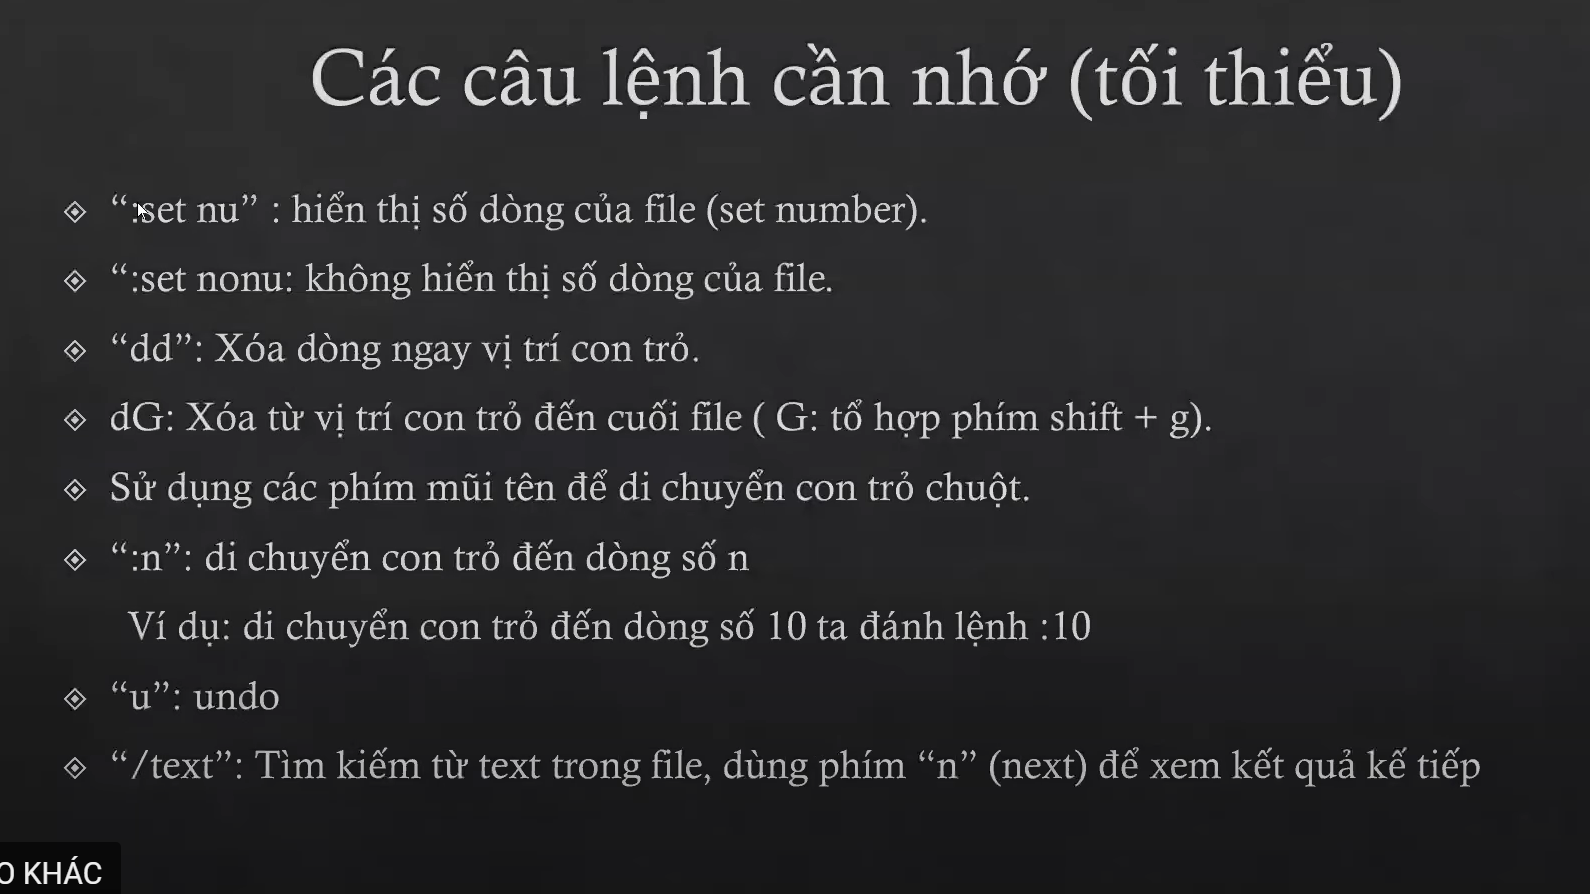 Các câu lệnh cần nhớ (tối thiểu)
“:set nu” : hiển thị số dòng của file (set number).
“:set nonu: không hiển thị số dòng của file.
“dd”: Xóa dòng ngay vị trí con trỏ.
dG: Xóa từ vị trí con trỏ đến cuối file ( G: tổ hợp phím shift + g).
Sử dụng các phím mũi tên để di chuyển con trỏ chuột.
“:n”: di chuyển con trỏ đến dòng số n
Ví dụ: di chuyển con trỏ đến dòng số 10 ta đánh lệnh :10
“u”: undo
“/text”: Tìm kiếm từ text trong file, dùng phím “n” (next) để xem kết quả kế tiếp
O KHÁC